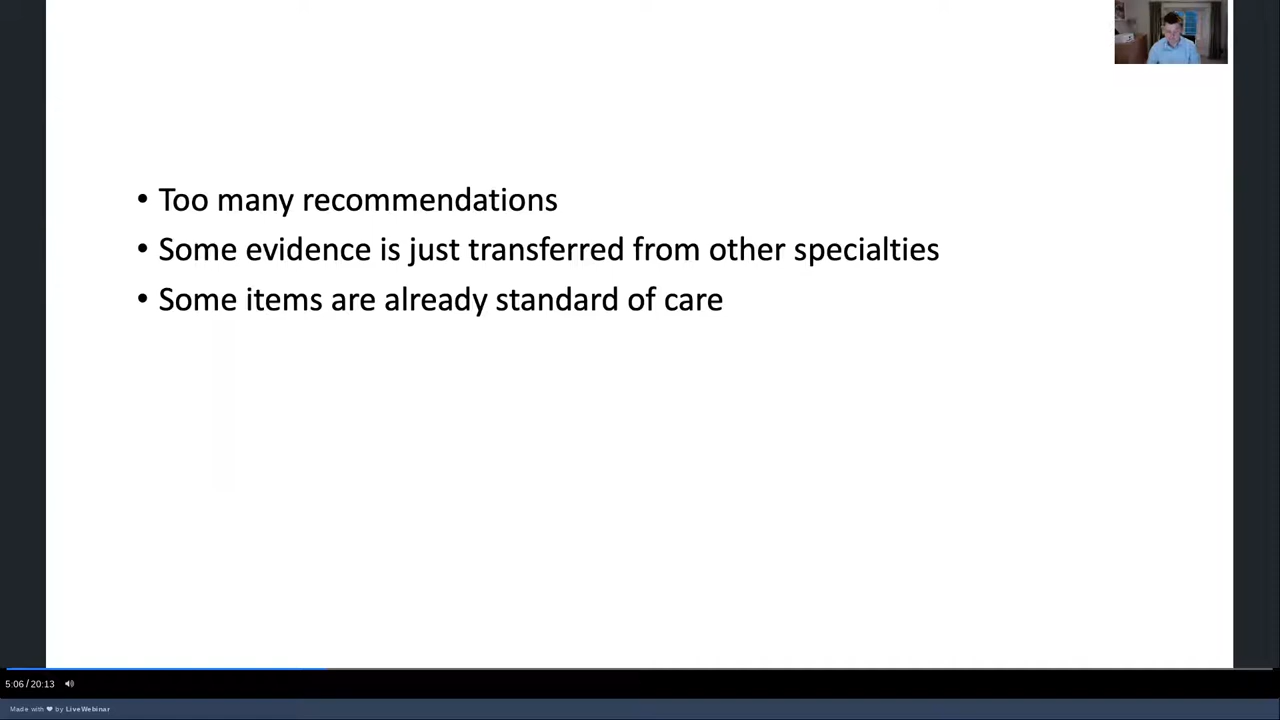 • Too many recommendations
• Some evidence is just transferred from other specialties
• Some items are already standard of care
5:06 / 20:13
Made with ❤ by LiveWebinar